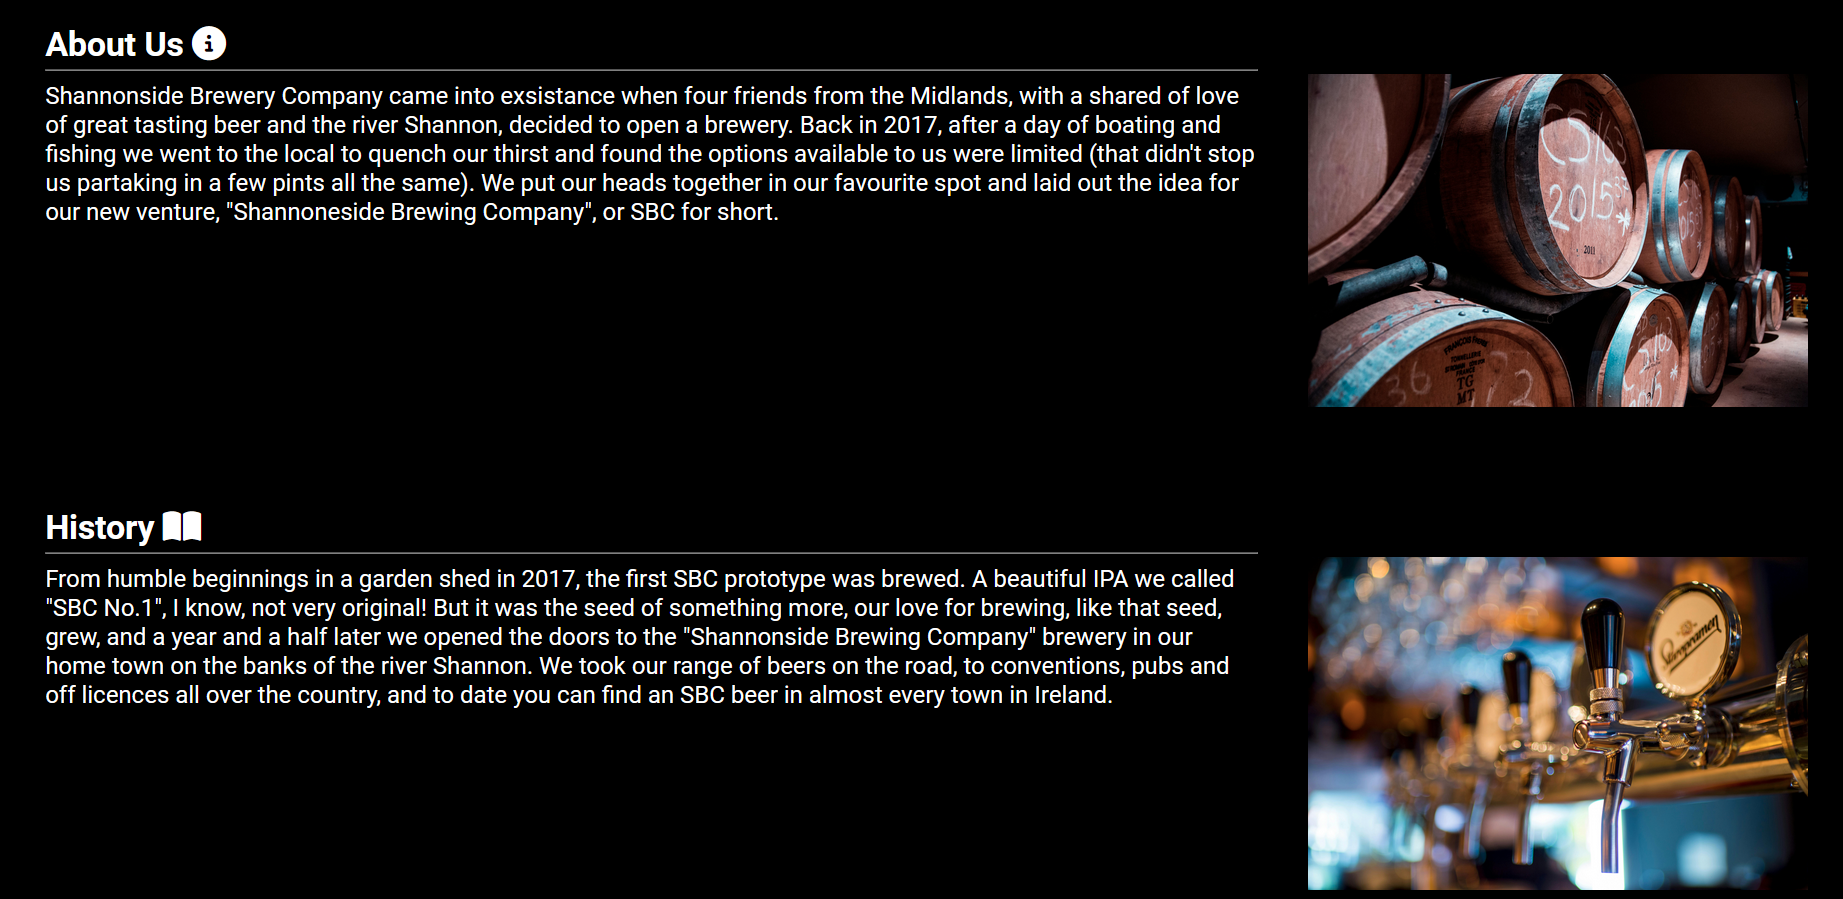 About Us
Shannonside Brewery Company came into exsistance when four friends from the Midlands, with a shared of love
of great tasting beer and the river Shannon, decided to open a brewery. Back in 2017, after a day of boating and
fishing we went to the local to quench our thirst and found the options available to us were limited (that didn't stop
us partaking in a few pints all the same). We put our heads together in our favourite spot and laid out the idea for
our new venture, "Shannoneside Brewing Company", or SBC for short.
2011
TG
MT
History
From humble beginnings in a garden shed in 2017, the first SBC prototype was brewed. A beautiful IPA we called
"SBC No.1", I know, not very original! But it was the seed of something more, our love for brewing, like that seed,
grew, and a year and a half later we opened the doors to the "Shannonside Brewing Company" brewery in our
home town on the banks of the river Shannon. We took our range of beers on the road, to conventions, pubs and
off licences all over the country, and to date you can find an SBC beer in almost every town in Ireland.
Staropramen